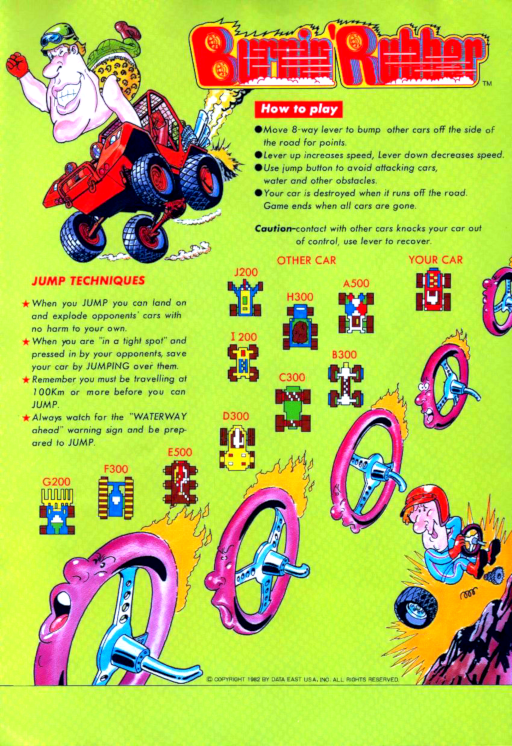 Burnin' Rubber
TM
How to play
●Move 8-way lever to bump other cars off the side of
the road for points.
●Lever up increases speed, Lever down decreases speed.
●Use jump button to avoid attacking cars,
water and other obstacles.
●Your car is destroyed when it runs off the road.
Game ends when all cars are gone.
Caution-contact with other cars knocks your car out
of control, use lever to recover.
JUMP TECHNIQUES
★When you JUMP you can land on
and explode opponents' cars with
no harm to your own.
★When you are "in a tight spot" and
pressed in by your opponents, save
your car by JUMPING over them.
★Remember you must be travelling at
100Km or more before you can
JUMP.
★Always watch for the "WATERWAY
ahead" warning sign and be prep-
ared to JUMP.
OTHER CAR
YOUR CAR
J200
H300
A500
I 200
B300
C300
D300
E500
F300
G200
© COPYRIGHT 1982 BY DATA EAST USA, INC. ALL RIGHTS RESERVED.